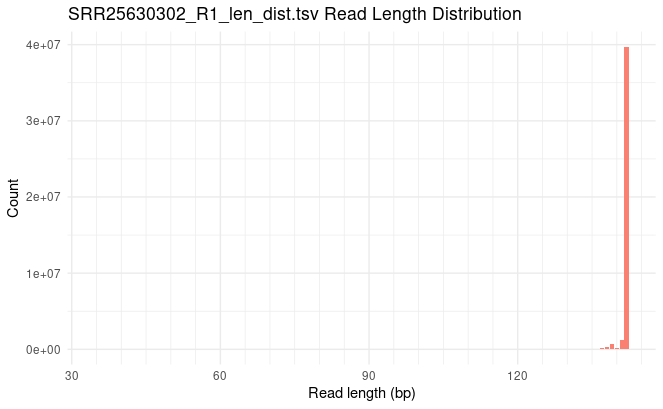 SRR25630302_R1_len_dist.tsv Read Length Distribution
4e+07
3e+07
2e+07
1e+07
0e+00
Count
30 60 90 120
Read length (bp)